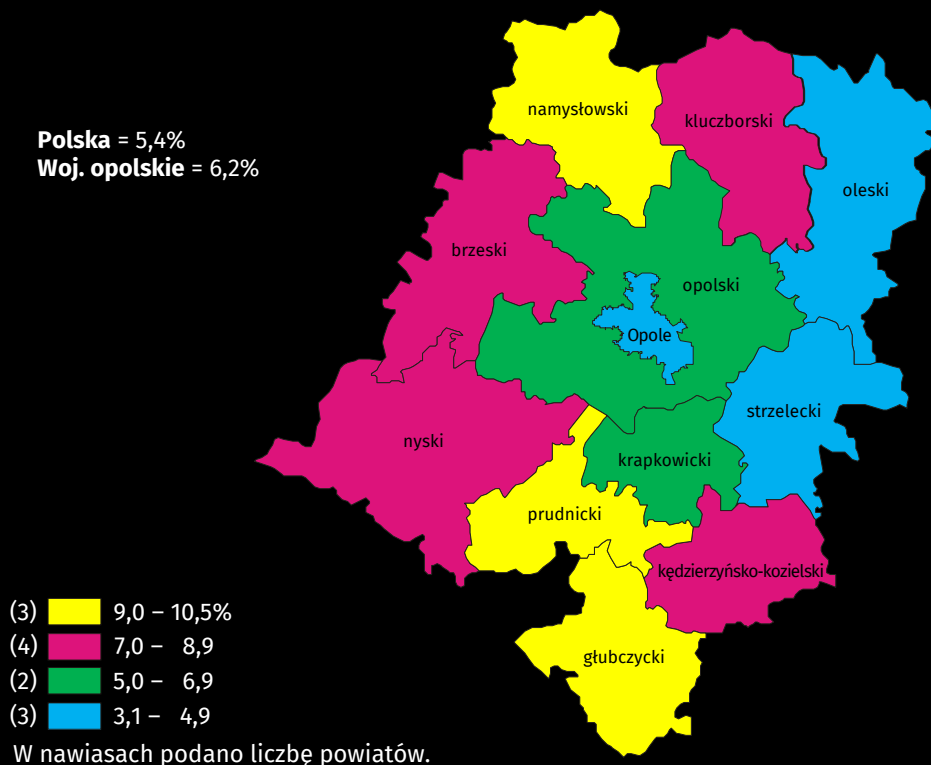 Polska = 5,4%
Woj. opolskie = 6,2%
namysłowski
kluczborski
oleski
brzeski
opolski
Opole
strzelecki
nyski
krapkowicki
prudnicki
kędzierzyńsko-kozielski
głubczycki
(3) 9,0 – 10,5%
(4) 7,0 – 8,9
(2) 5,0 – 6,9
(3) 3,1 – 4,9
W nawiasach podano liczbę powiatów.